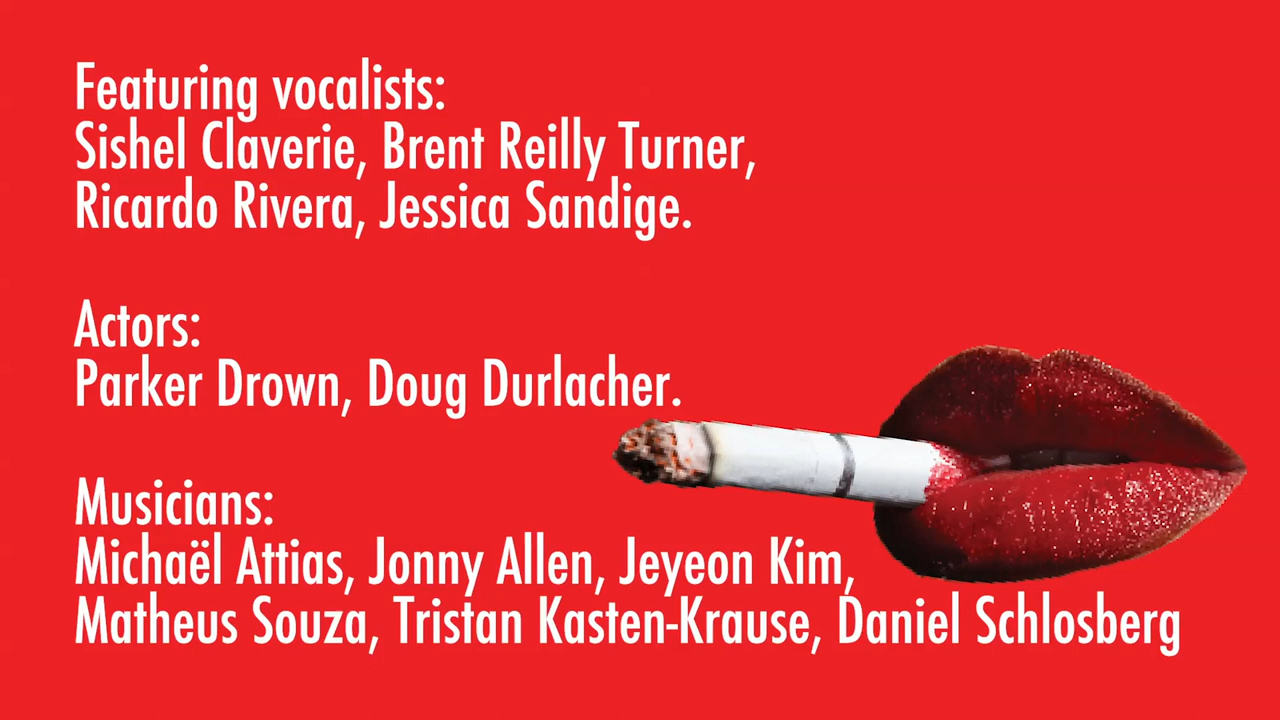 Featuring vocalists:
Sishel Claverie, Brent Reilly Turner,
Ricardo Rivera, Jessica Sandige.
Actors:
Parker Drown, Doug Durlacher.
Musicians:
Michaël Attias, Jonny Allen, Jeyeon Kim,
Matheus Souza, Tristan Kasten-Krause, Daniel Schlosberg